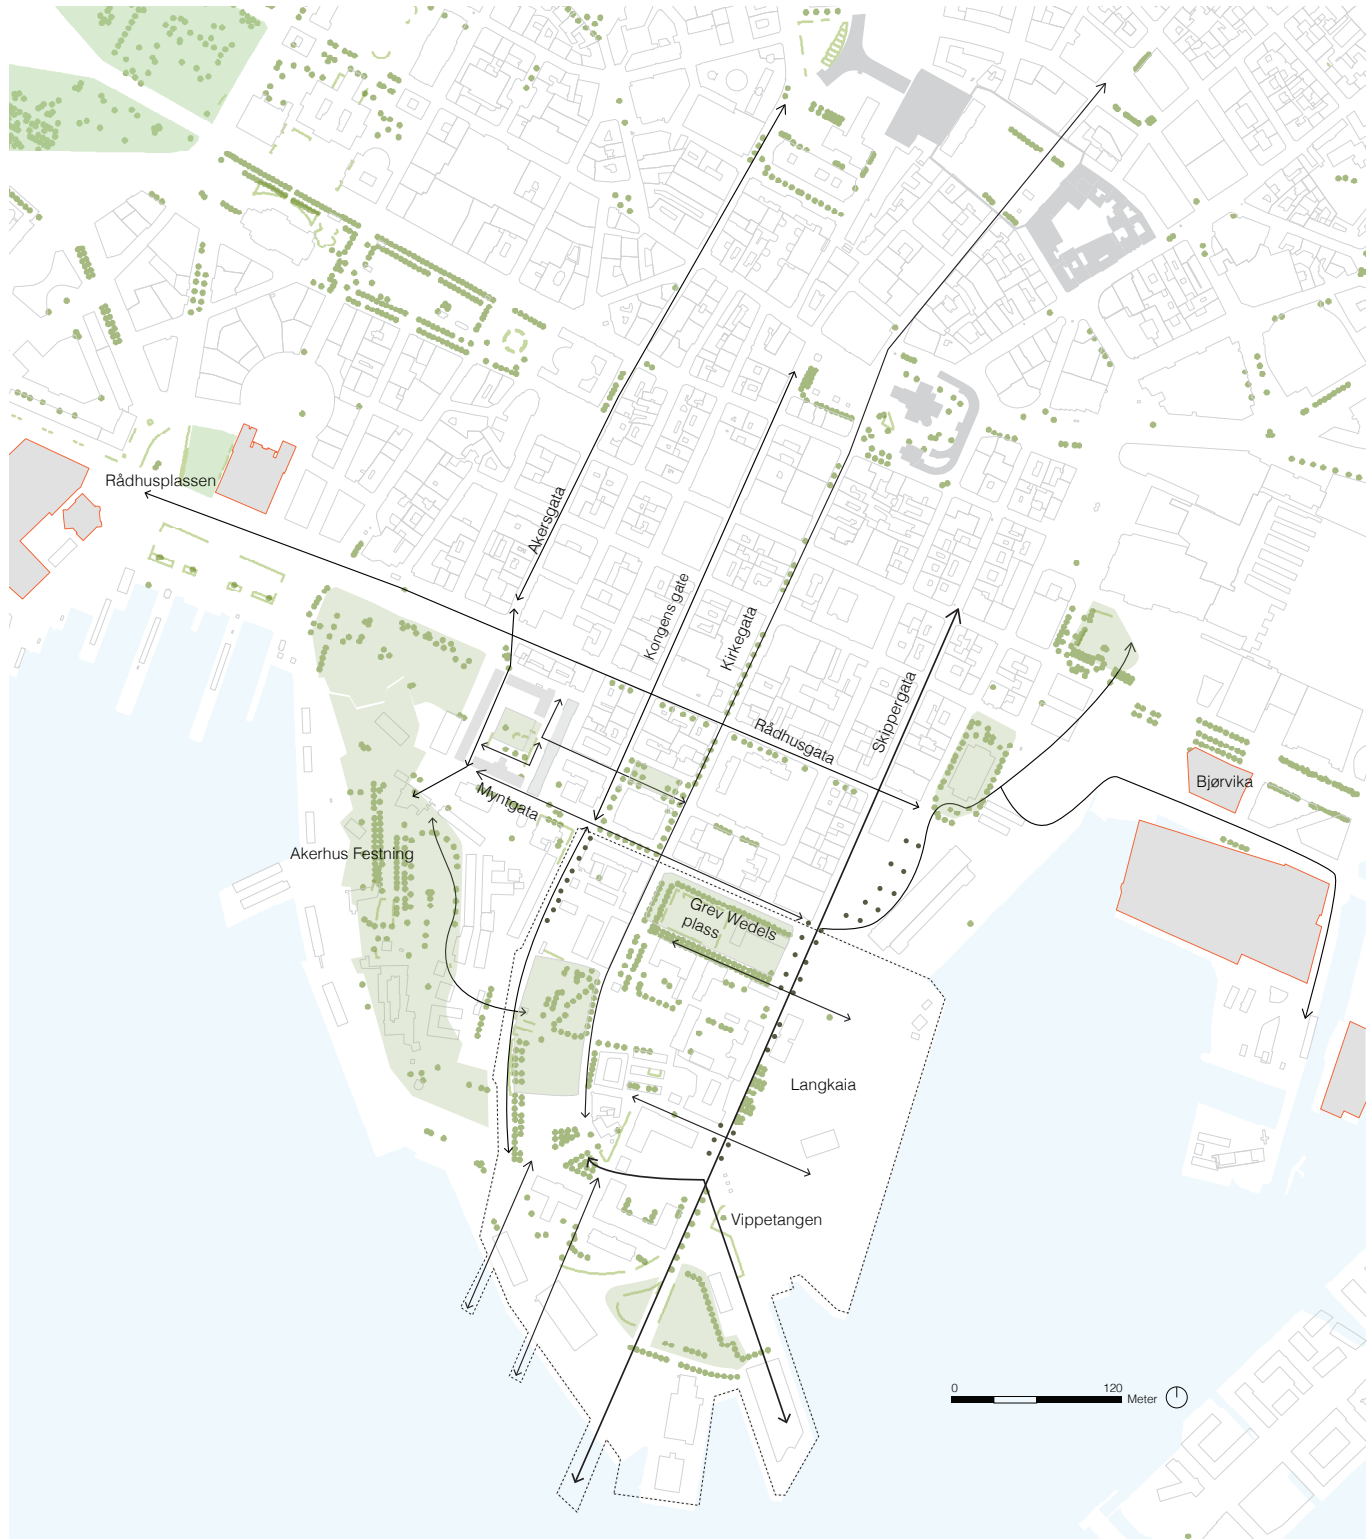 Rådhusplassen
Akersgata
Kongens gate
Kirkegata
Skippergata
Rådhusgata
Bjørvika
Myntgata
Akerhus Festning
Grev Wedels
plass
Langkaia
Vippetangen
0 120 Meter